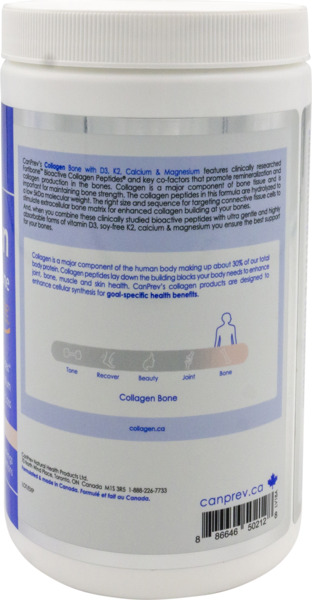 CanPrev's Collagen Bone with D3, K2, Calcium & Magnesium features clinically researched
Fortibone™ Bioactive Collagen Peptides® and key co-factors that promote remineralization and
collagen production in the bones. Collagen is a major component of bone tissue and is
important for maintaining bone strength. The collagen peptides in this formula are hydrolyzed to
a low molecular weight. The right size and amino sequence for targeting connective tissue cells to
stimulate extracellular bone matrix for enhanced collagen building at your bones.
And, when you combine these clinically studied bioactive peptides with ultra gentle and highly
absorbable forms of vitamin D3, soy-free K2, calcium & magnesium you ensure the best support
for your bones.
Collagen is a major component of the human body making up about 30% of our total
body protein. Collagen peptides lay down the building blocks your body needs to enhance
joint, bone, muscle and skin health. CanPrev's collagen products are designed to
enhance cellular synthesis for goal-specific health benefits.
Tone Recover Beauty Joint Bone
Collagen Bone
collagen.ca
CanPrev Natural Health Products Ltd.
Toronto, ON Canada M1S 3R5 1-888-226-7733
Formulated & made in Canada. Formulé et fait au Canada.
canprev.ca
8 86646 50212